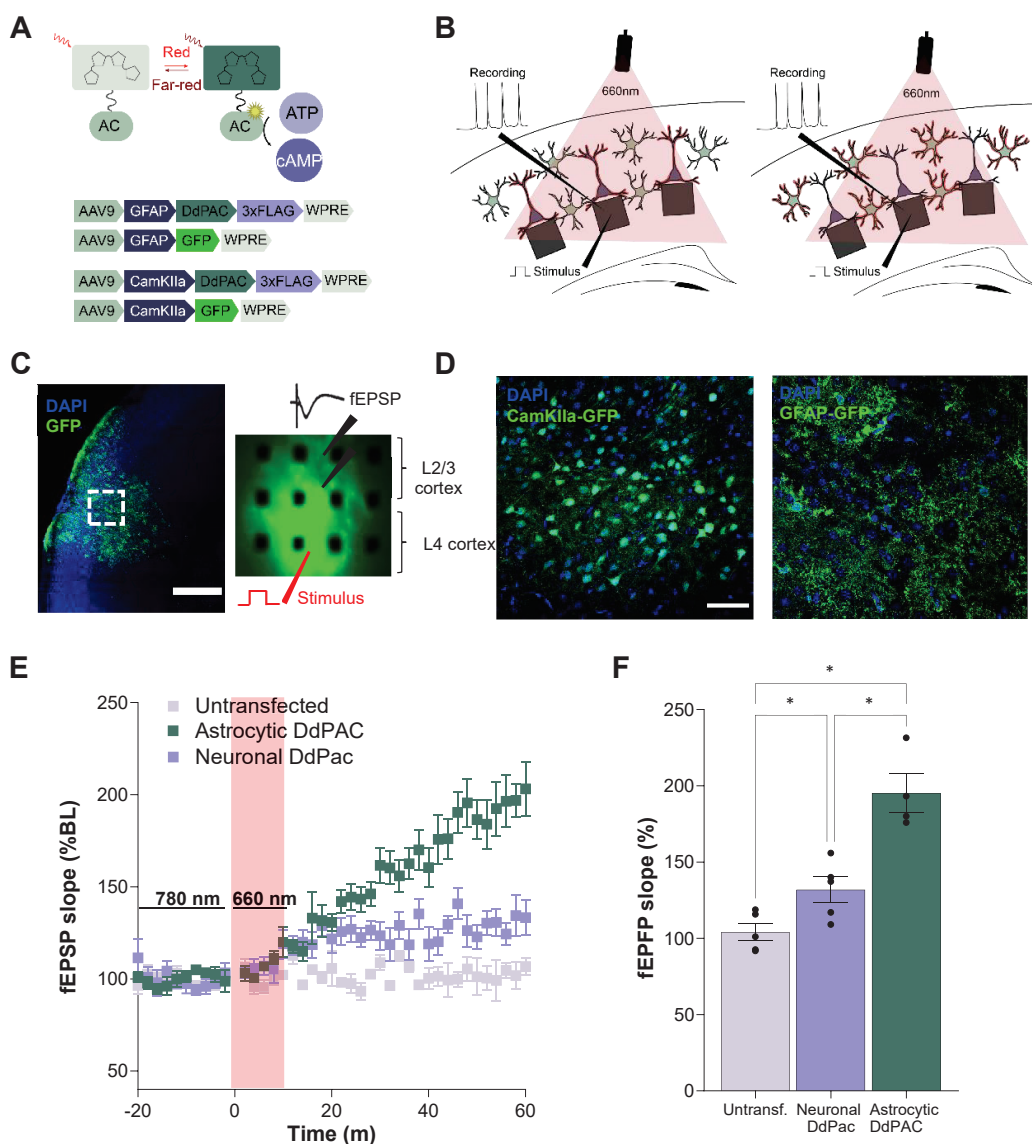 A
Red
Far-red
AC
AC
ATP
cAMP
AAV9 GFAP DdPAC 3xFLAG WPRE
AAV9 GFAP GFP WPRE
AAV9 CamKIIa DdPAC 3xFLAG WPRE
AAV9 CamKIIa GFP WPRE
B
Recording
660nm
Stimulus
Recording
660nm
Stimulus
C
DAPI
GFP
fEPSP
L2/3
cortex
L4 cortex
Stimulus
D
DAPI
CamKIIa-GFP
DAPI
GFAP-GFP
E
Untransfected
Astrocytic DdPAC
Neuronal DdPac
780 nm
660 nm
fEPSP slope (%BL)
250
200
150
100
50
-20 0 20 40 60
Time (m)
F
* 
* *
fEPFP slope (%)
250
200
150
100
50
0
Untransf.
Neuronal
DdPac
Astrocytic
DdPAC